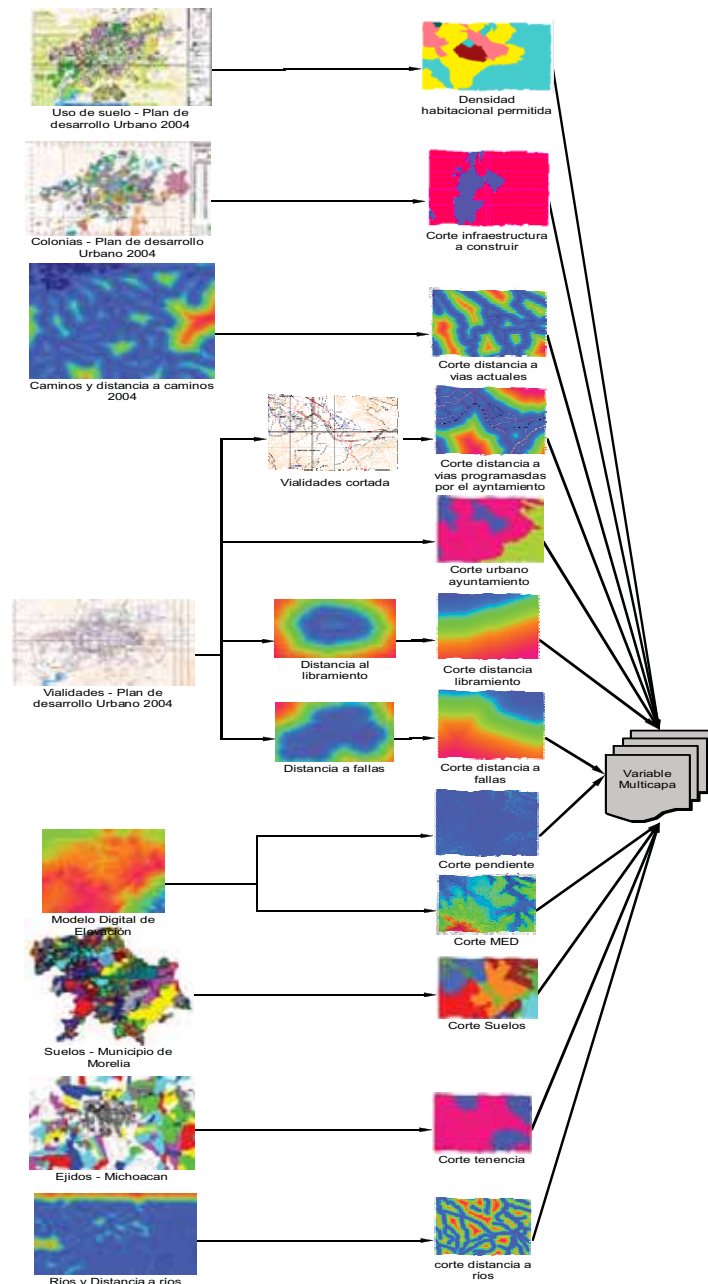 Uso de suelo - Plan de
desarrollo Urbano 2004
Densidad
habitacional permitida
Colonias - Plan de desarrollo
Urbano 2004
Corte infraestructura
a construir
Caminos y distancia a caminos
2004
Corte distancia a
vias actuales
Vialidades cortada
Corte distancia a
vias programasdas
por el ayntamiento
Corte urbano
ayuntamiento
Vialidades - Plan de
desarrollo Urbano 2004
Distancia al
libramiento
Corte distancia
libramiento
Distancia a fallas
Corte distancia a
fallas
Variable
Multicapa
Corte pendiente
Modelo Digital de
Elevación
Corte MED
Suelos - Municipio de
Morelia
Corte Suelos
Ejidos - Michoacan
Corte tenencia
Ríos y Distancia a ríos
corte distancia a
ríos